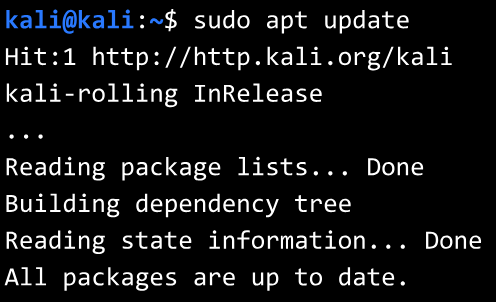 kali@kali:~$ sudo apt update
Hit:1 http://http.kali.org/kali
kali-rolling InRelease
...
Reading package lists... Done
Building dependency tree
Reading state information... Done
All packages are up to date.